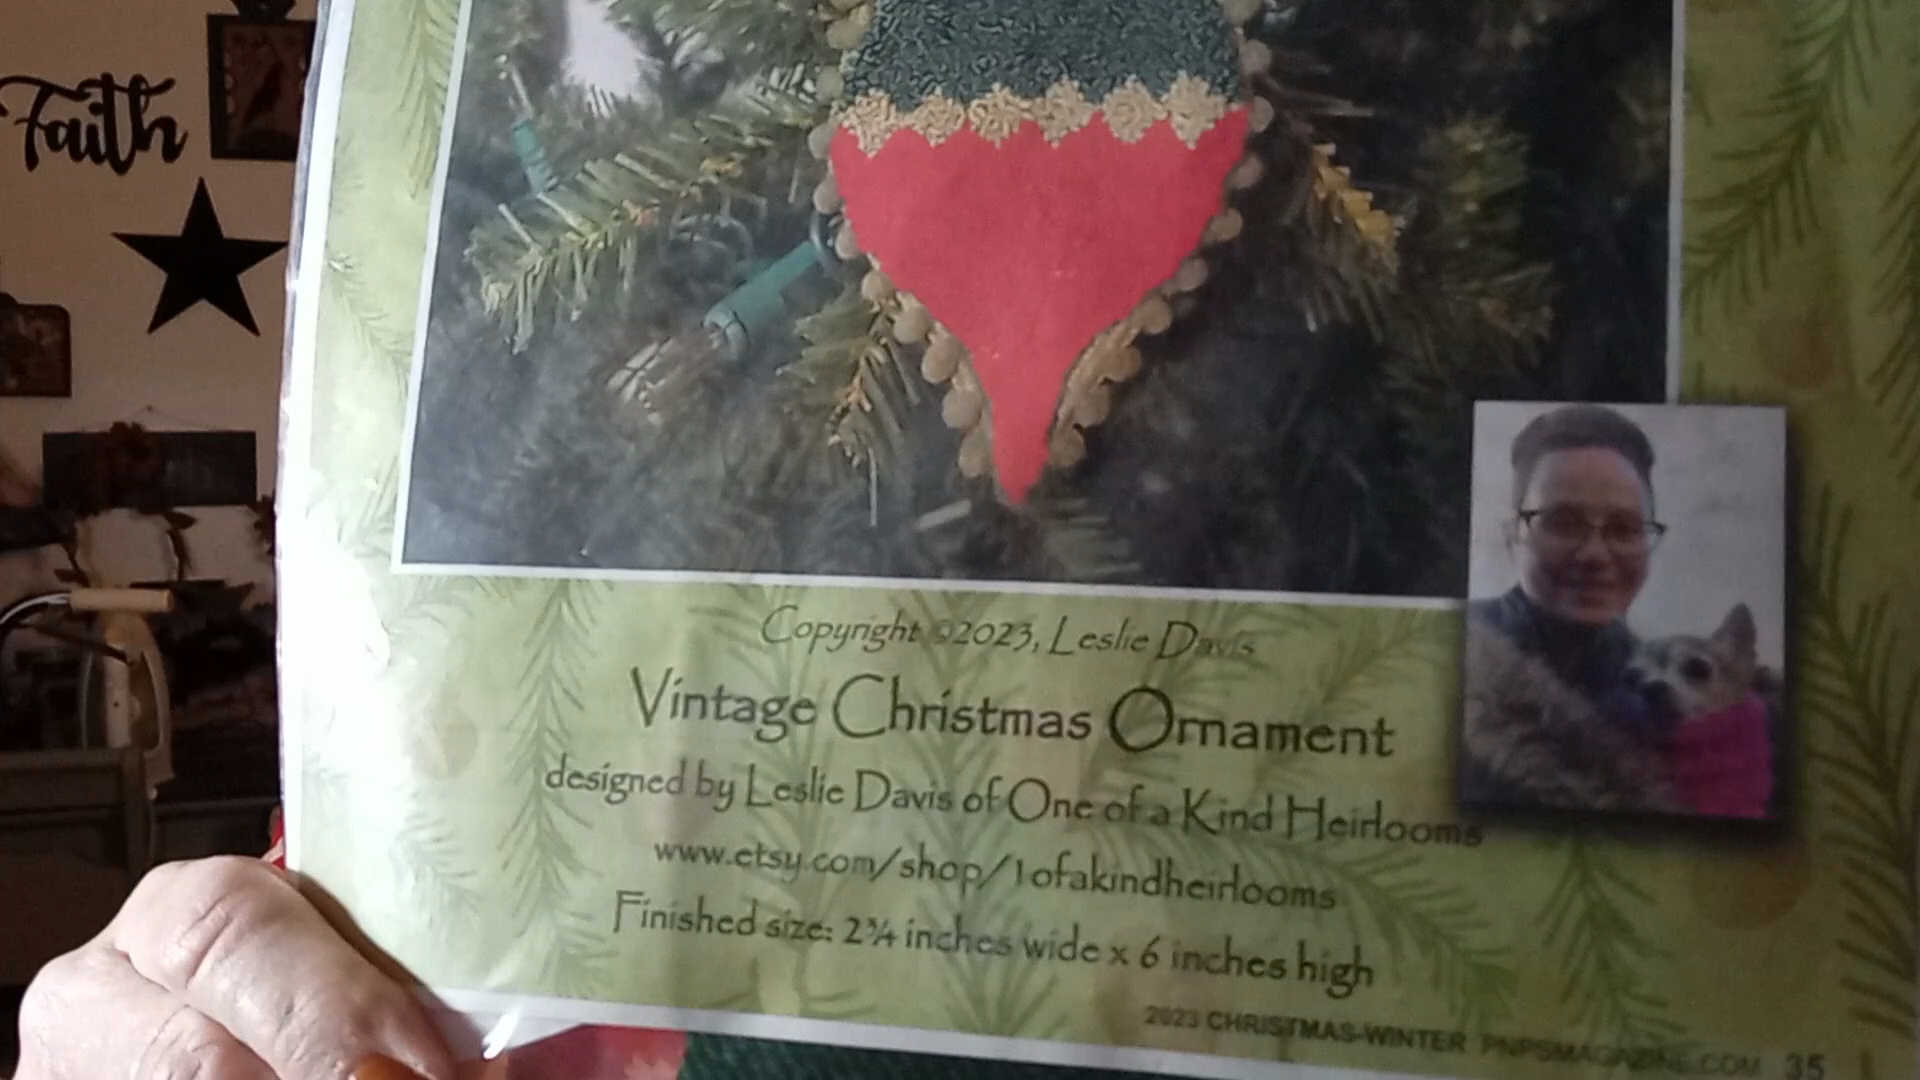 Faith
Copyright ©2023, Leslie Davis
Vintage Christmas Ornament
designed by Leslie Davis of One of a Kind Heirlooms
www.etsy.com/shop/1ofakindheirlooms
Finished size: 2¾ inches wide x 6 inches high
2023 CHRISTMAS-WINTER PNPSMAGAZINE.COM 35